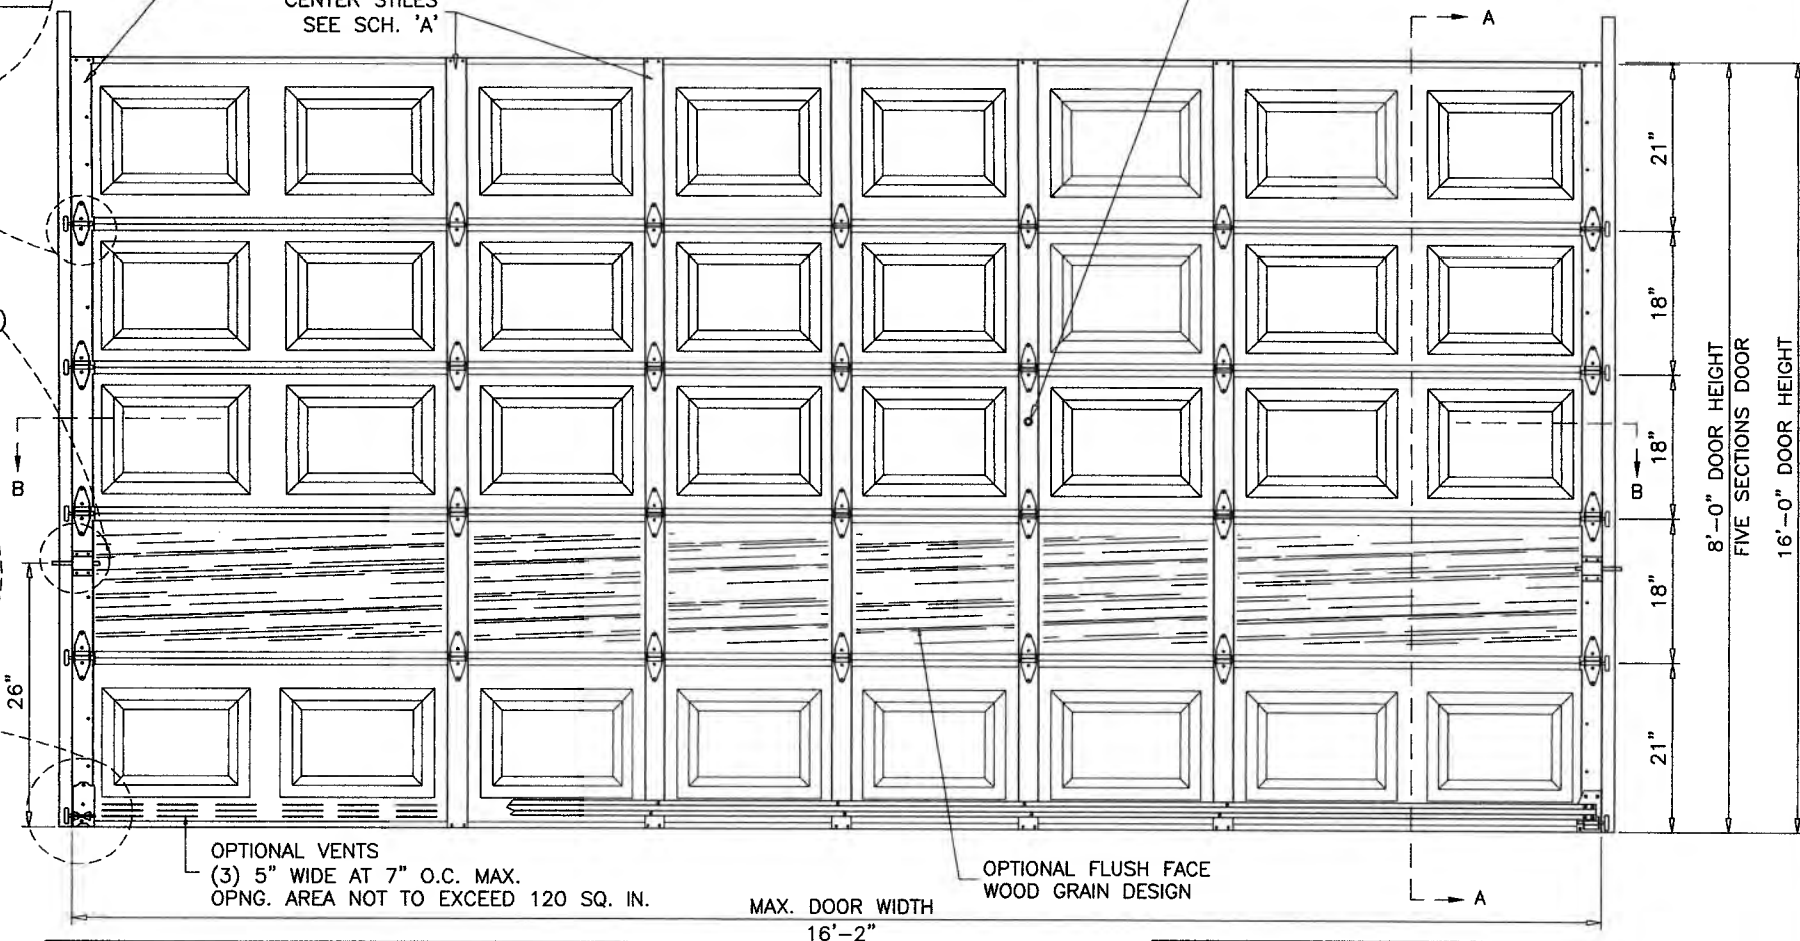 CENTER STILES
SEE SCH. 'A'
A
21"
18"
18"
18"
21"
8'-0" DOOR HEIGHT
FIVE SECTIONS DOOR
16'-0" DOOR HEIGHT
B
B
26"
OPTIONAL VENTS
(3) 5" WIDE AT 7" O.C. MAX.
OPNG. AREA NOT TO EXCEED 120 SQ. IN.
OPTIONAL FLUSH FACE
WOOD GRAIN DESIGN
A
MAX. DOOR WIDTH
16'-2"